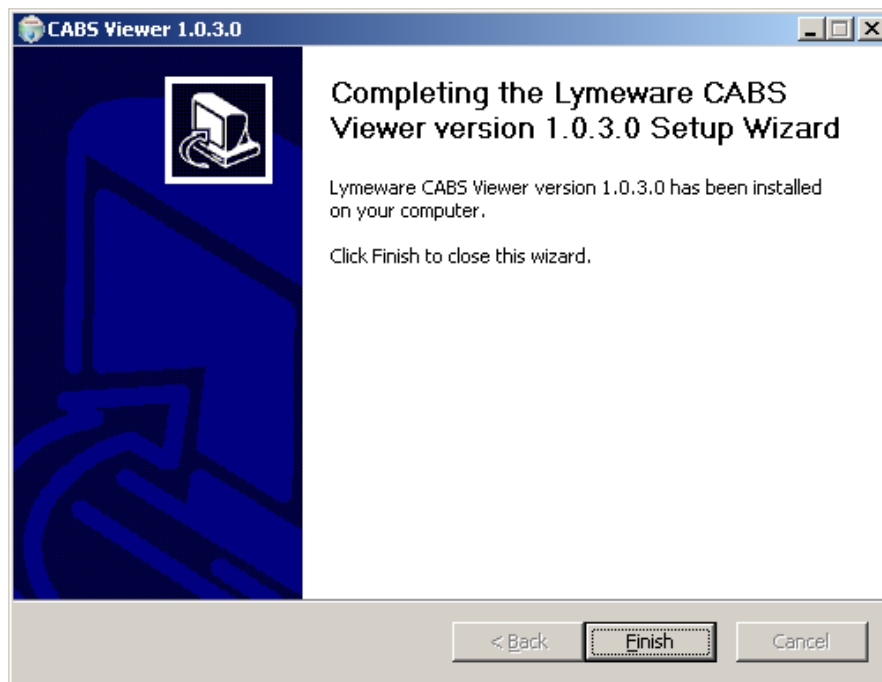 CABS Viewer 1.0.3.0
Completing the Lymeware CABS
Viewer version 1.0.3.0 Setup Wizard
Lymeware CABS Viewer version 1.0.3.0 has been installed
on your computer.
Click Finish to close this wizard.
< Back
Finish
Cancel